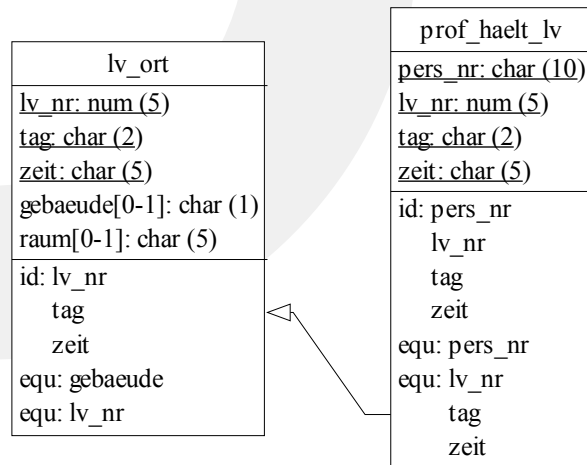 lv_ort
lv_nr: num (5)
tag: char (2)
zeit: char (5)
gebaeude[0-1]: char (1)
raum[0-1]: char (5)
id: lv_nr
tag
zeit
equ: gebaeude
equ: lv_nr
prof_haelt_lv
pers_nr: char (10)
lv_nr: num (5)
tag: char (2)
zeit: char (5)
id: pers_nr
lv_nr
tag
zeit
equ: pers_nr
equ: lv_nr
tag
zeit